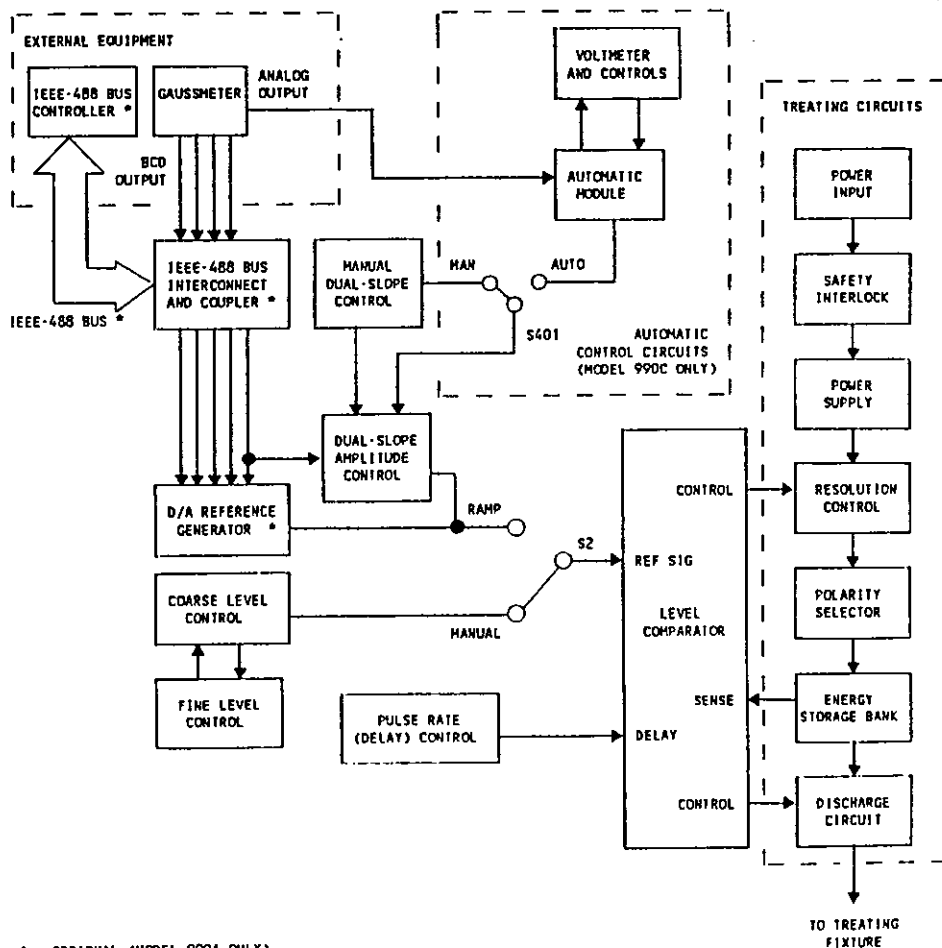 EXTERNAL EQUIPMENT
IEEE-488 BUS
CONTROLLER *
GAUSSMETER
ANALOG
OUTPUT
BCD
OUTPUT
VOLTMETER
AND CONTROLS
AUTOMATIC
MODULE
TREATING CIRCUITS
POWER
INPUT
IEEE-488 BUS
INTERCONNECT
AND COUPLER *
IEEE-488 BUS *
MANUAL
DUAL-SLOPE
CONTROL
MAN
AUTO
S401
AUTOMATIC
CONTROL CIRCUITS
(MODEL 990C ONLY)
SAFETY
INTERLOCK
POWER
SUPPLY
DUAL-SLOPE
AMPLITUDE
CONTROL
D/A REFERENCE
GENERATOR *
RAMP
S2
COARSE LEVEL
CONTROL
MANUAL
FINE LEVEL
CONTROL
PULSE RATE
(DELAY) CONTROL
CONTROL
REF SIG
LEVEL
COMPARATOR
SENSE
DELAY
CONTROL
RESOLUTION
CONTROL
POLARITY
SELECTOR
ENERGY
STORAGE BANK
DISCHARGE
CIRCUIT
TO TREATING
FIXTURE